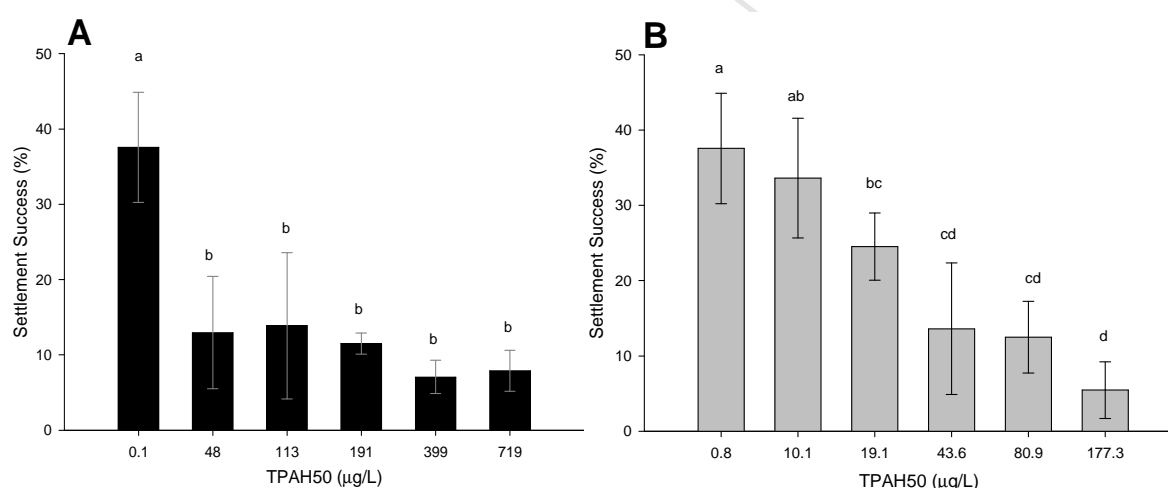 A
50
40
30
20
10
0
Settlement Success (%)
a
b
b
b
b
b
0.1 48 113 191 399 719
TPAH50 (μg/L)
B
50
40
30
20
10
0
Settlement Success (%)
a
ab
bc
cd
cd
d
0.8 10.1 19.1 43.6 80.9 177.3
TPAH50 (μg/L)